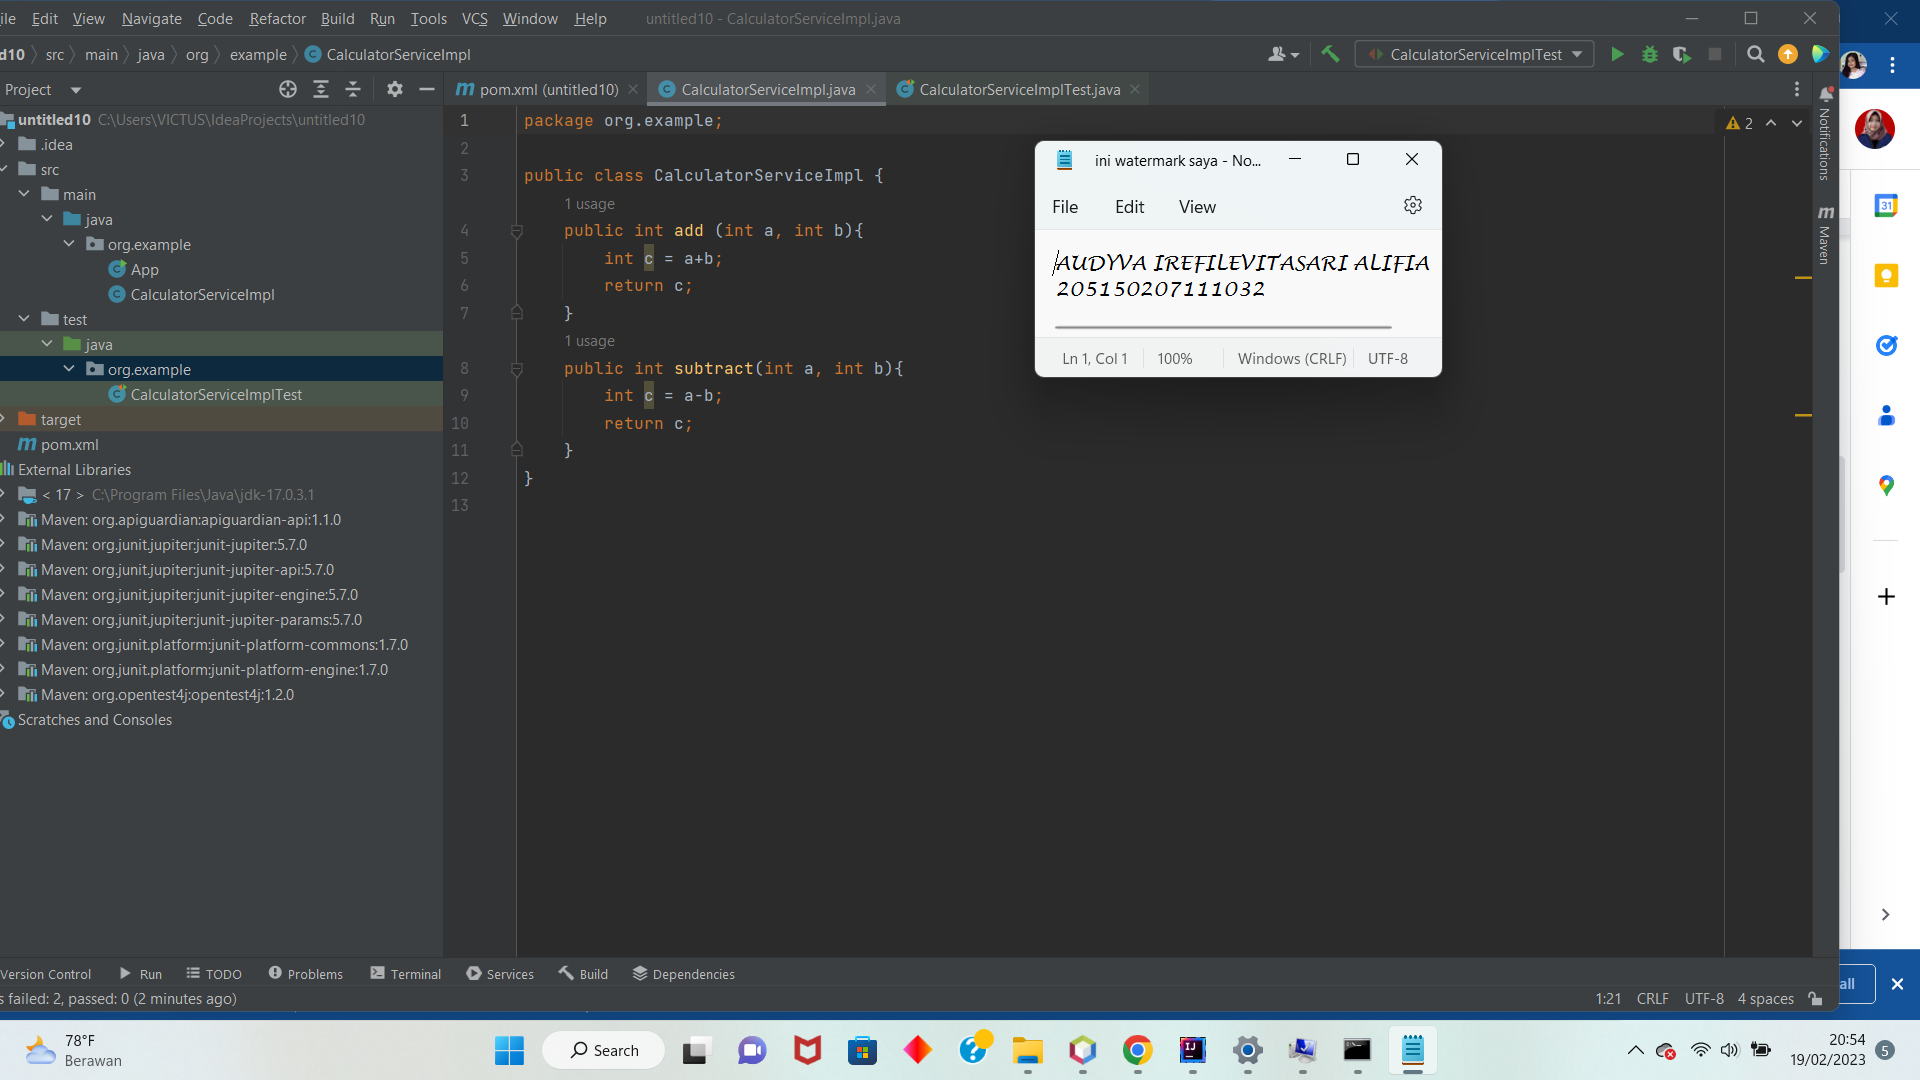 ile Edit View Navigate Code Refactor Build Run Tools VCS Window Help untitled10 - CalculatorServiceImpl.java
d10 src main java org example CalculatorServiceImpl CalculatorServiceImplTest
Project pom.xml (untitled10) CalculatorServiceImpl.java CalculatorServiceImplTest.java
untitled10 C:\Users\VICTUS\IdeaProjects\untitled10
.idea
src
main
java
org.example
App
CalculatorServiceImpl
test
java
org.example
CalculatorServiceImplTest
target
pom.xml
External Libraries
< 17 > C:\Program Files\Java\jdk-17.0.3.1
Maven: org.apiguardian:apiguardian-api:1.1.0
Maven: org.junit.jupiter:junit-jupiter:5.7.0
Maven: org.junit.jupiter:junit-jupiter-api:5.7.0
Maven: org.junit.jupiter:junit-jupiter-engine:5.7.0
Maven: org.junit.jupiter:junit-jupiter-params:5.7.0
Maven: org.junit.platform:junit-platform-commons:1.7.0
Maven: org.junit.platform:junit-platform-engine:1.7.0
Maven: org.opentest4j:opentest4j:1.2.0
Scratches and Consoles
1 package org.example;
2
3 public class CalculatorServiceImpl {
1 usage
4 public int add (int a, int b){
5 int c = a+b;
6 return c;
7 }
1 usage
8 public int subtract(int a, int b){
9 int c = a-b;
10 return c;
11 }
12 }
13
2
Notifications
Maven
ini watermark saya - No...
File Edit View
AUDYVA IREFILEVITASARI ALIFIA
205150207111032
Ln 1, Col 1 100% Windows (CRLF) UTF-8
31
Version Control Run TODO Problems Terminal Services Build Dependencies
s failed: 2, passed: 0 (2 minutes ago) 1:21 CRLF UTF-8 4 spaces
all
78°F
Berawan
Search
20:54
19/02/2023
5